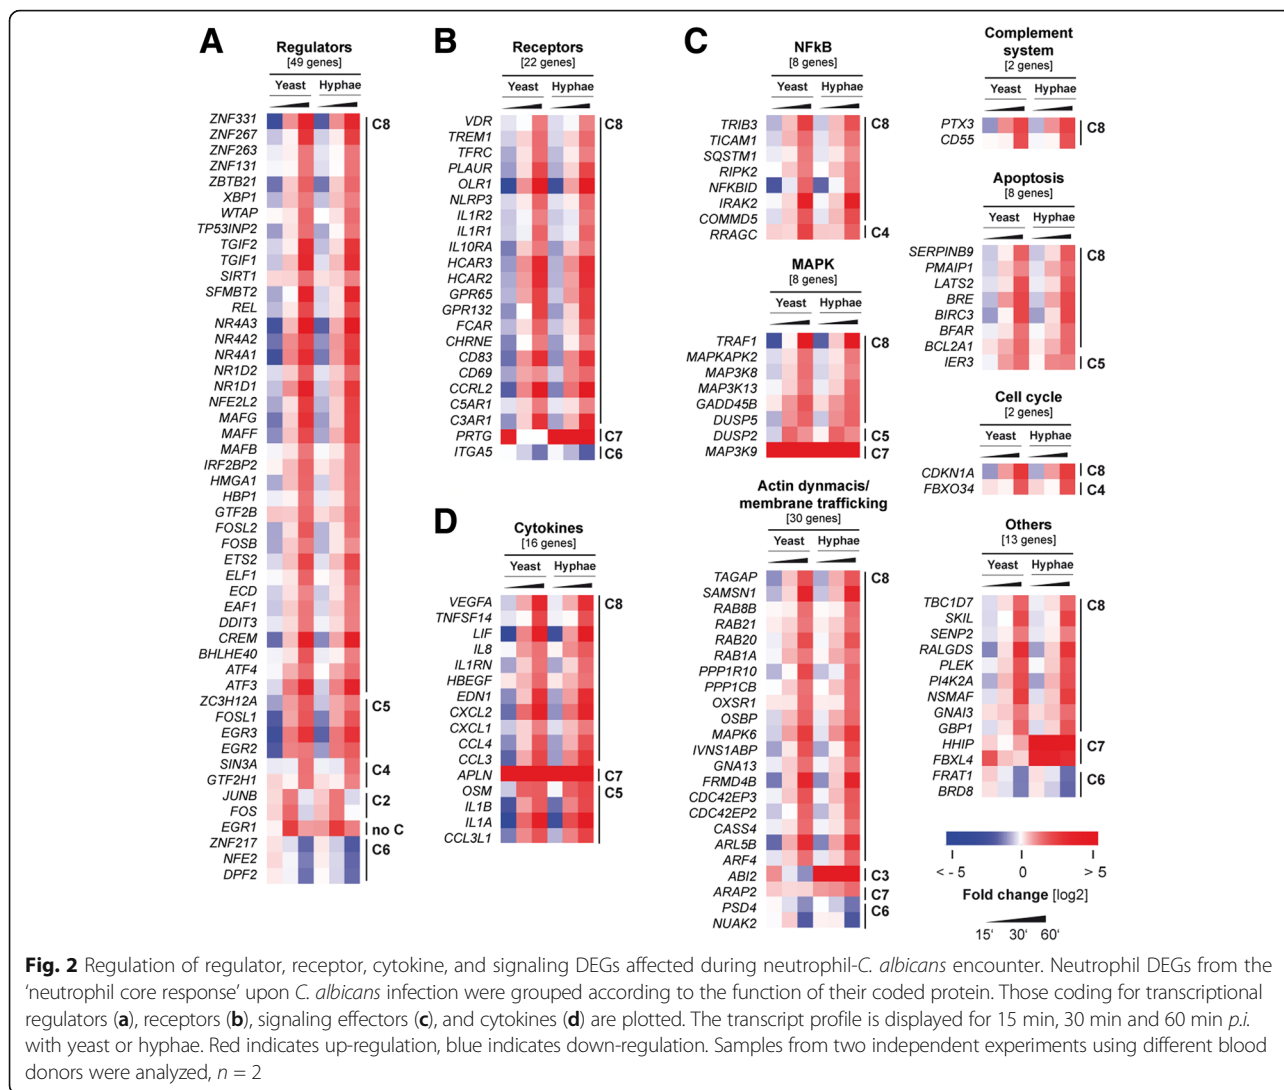 A
Regulators
[49 genes]
Yeast Hyphae
ZNF331
ZNF267
ZNF263
ZNF131
ZBTB21
XBP1
WTAP
TP53INP2
TGIF2
TGIF1
SIRT1
SFMBT2
REL
NR4A3
NR4A2
NR4A1
NR1D2
NR1D1
NFE2L2
MAFG
MAFF
MAFB
IRF2BP2
HMGA1
HBP1
GTF2B
FOSL2
FOSB
ETS2
ELF1
ECD
EAF1
DDIT3
CREM
BHLHE40
ATF4
ATF3
ZC3H12A
FOSL1
EGR3
EGR2
SIN3A
GTF2H1
JUNB
FOS
EGR1
ZNF217
NFE2
DPF2
C8
C5
C4
C2
no C
C6
B
Receptors
[22 genes]
Yeast Hyphae
VDR
TREM1
TFRC
PLAUR
OLR1
NLRP3
IL1R2
IL1R1
IL10RA
HCAR3
HCAR2
GPR65
GPR132
FCAR
CHRNE
CD83
CD69
CCRL2
C5AR1
C3AR1
PRTG
ITGA5
C8
C7
C6
D
Cytokines
[16 genes]
Yeast Hyphae
VEGFA
TNFSF14
LIF
IL8
IL1RN
HBEGF
EDN1
CXCL2
CXCL1
CCL4
CCL3
APLN
OSM
IL1B
IL1A
CCL3L1
C8
C7
C5
C
NFkB
[8 genes]
Yeast Hyphae
TRIB3
TICAM1
SQSTM1
RIPK2
NFKBID
IRAK2
COMMD5
RRAGC
C8
C4
MAPK
[8 genes]
Yeast Hyphae
TRAF1
MAPKAPK2
MAP3K8
MAP3K13
GADD45B
DUSP5
DUSP2
MAP3K9
C8
C5
C7
Actin dynmacis/
membrane trafficking
[30 genes]
Yeast Hyphae
TAGAP
SAMSN1
RAB8B
RAB21
RAB20
RAB1A
PPP1R10
PPP1CB
OXSR1
OSBP
MAPK6
IVNS1ABP
GNA13
FRMD4B
CDC42EP3
CDC42EP2
CASS4
ARL5B
ARF4
ABI2
ARAP2
PSD4
NUAK2
C8
C3
C7
C6
Complement
system
[2 genes]
Yeast Hyphae
PTX3
CD55
C8
Apoptosis
[8 genes]
Yeast Hyphae
SERPINB9
PMAIP1
LATS2
BRE
BIRC3
BFAR
BCL2A1
IER3
C8
C5
Cell cycle
[2 genes]
Yeast Hyphae
CDKN1A
FBXO34
C8
C4
Others
[13 genes]
Yeast Hyphae
TBC1D7
SKIL
SENP2
RALGDS
PLEK
PI4K2A
NSMAF
GNAI3
GBP1
HHIP
FBXL4
FRAT1
BRD8
C8
C7
C6
< - 5 0 > 5
Fold change [log2]
15' 30' 60'
Fig. 2 Regulation of regulator, receptor, cytokine, and signaling DEGs affected during neutrophil-C. albicans encounter. Neutrophil DEGs from the
'neutrophil core response' upon C. albicans infection were grouped according to the function of their coded protein. Those coding for transcriptional
regulators (a), receptors (b), signaling effectors (c), and cytokines (d) are plotted. The transcript profile is displayed for 15 min, 30 min and 60 min p.i.
with yeast or hyphae. Red indicates up-regulation, blue indicates down-regulation. Samples from two independent experiments using different blood
donors were analyzed, n = 2